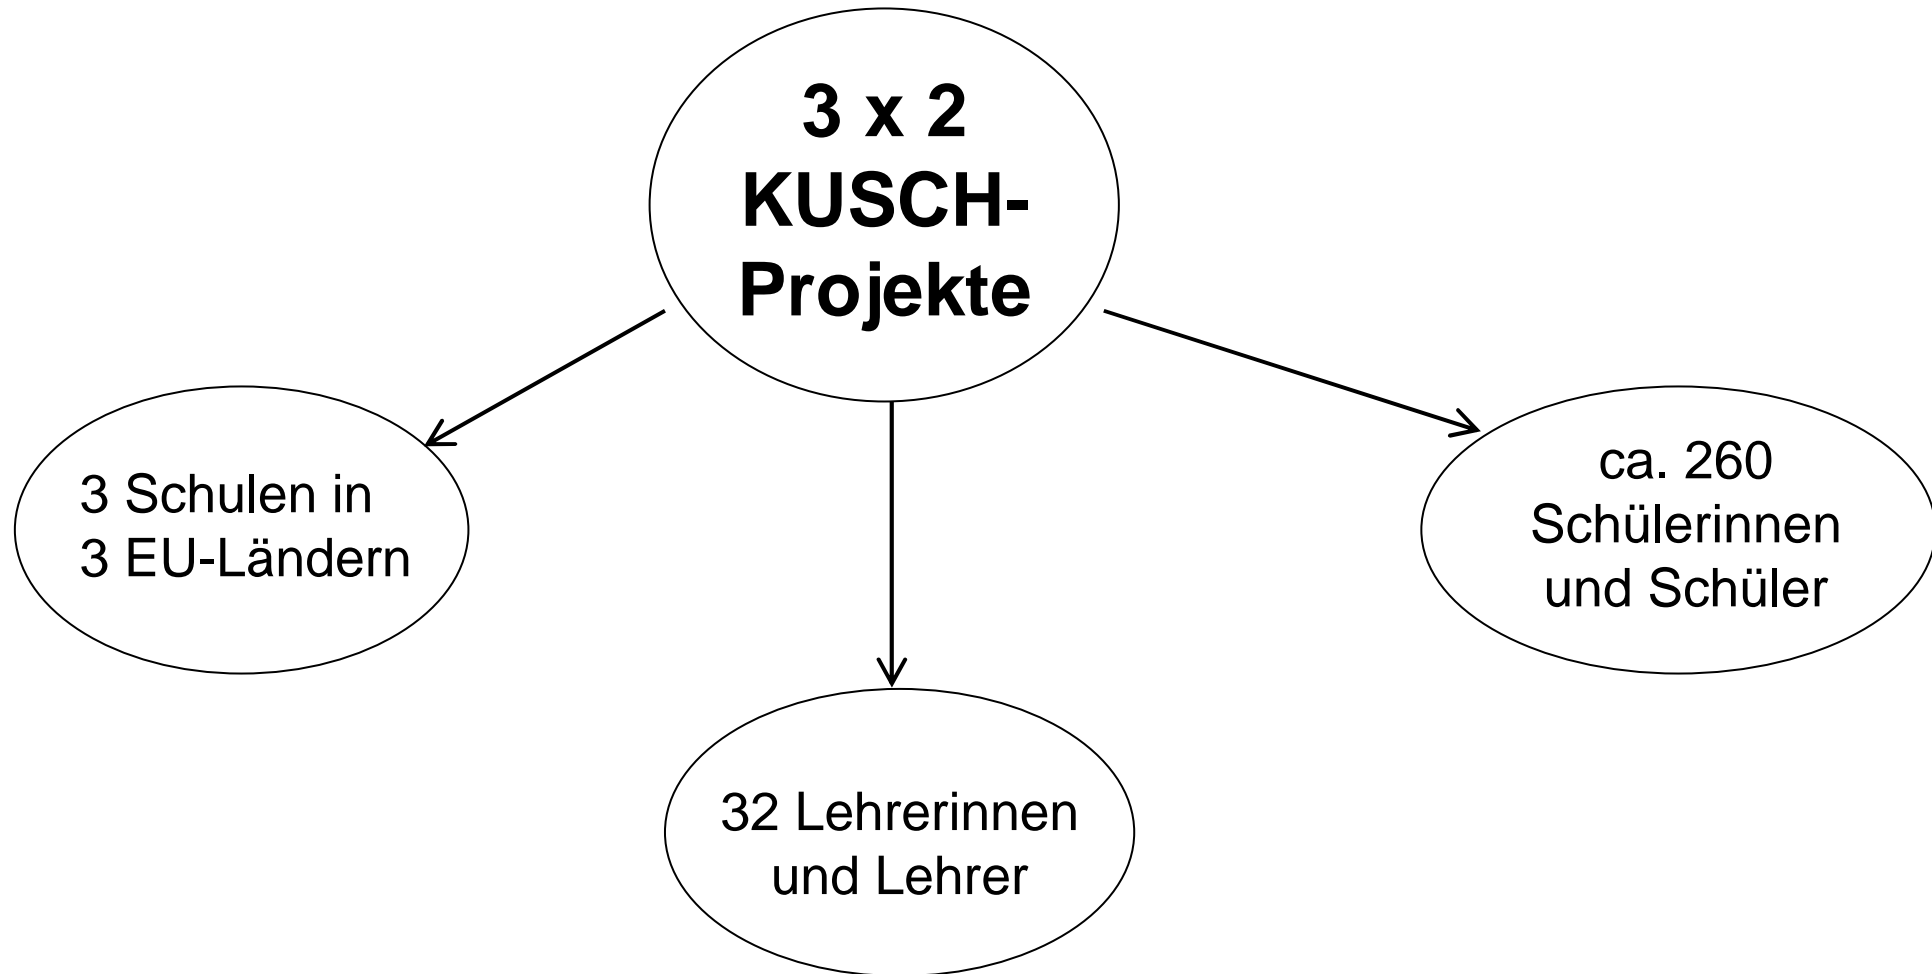 3 x 2
KUSCH-
Projekte
3 Schulen in
3 EU-Ländern
ca. 260
Schülerinnen
und Schüler
32 Lehrerinnen
und Lehrer